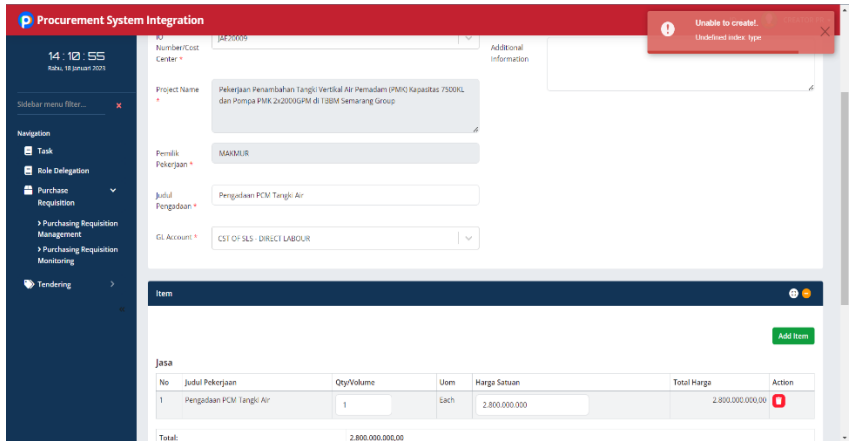 Procurement System Integration
Unable to create!.
Undefined index: type
14:10:55
Rabu, 18 Januari 2023
Sidebar menu filter...
Navigation
Task
Role Delegation
Purchase Requisition
Purchasing Requisition Management
Purchasing Requisition Monitoring
Tendering
Number/Cost Center *
JAE20009
Additional Information
Project Name *
Pekerjaan Penambahan Tangki Vertikal Air Pemadam (PMK) Kapasitas 7500KL
dan Pompa PMK 2x2000GPM di TBBM Semarang Group
Pemilik Pekerjaan *
MAKMUR
Judul Pengadaan *
Pengadaan PCM Tangki Air
GL Account *
CST OF SLS - DIRECT LABOUR
Item
Add Item
Jasa
No Judul Pekerjaan Qty/Volume Uom Harga Satuan Total Harga Action
1 Pengadaan PCM Tangki Air 1 Each 2.800.000.000 2.800.000.000,00
Total: 2.800.000.000,00